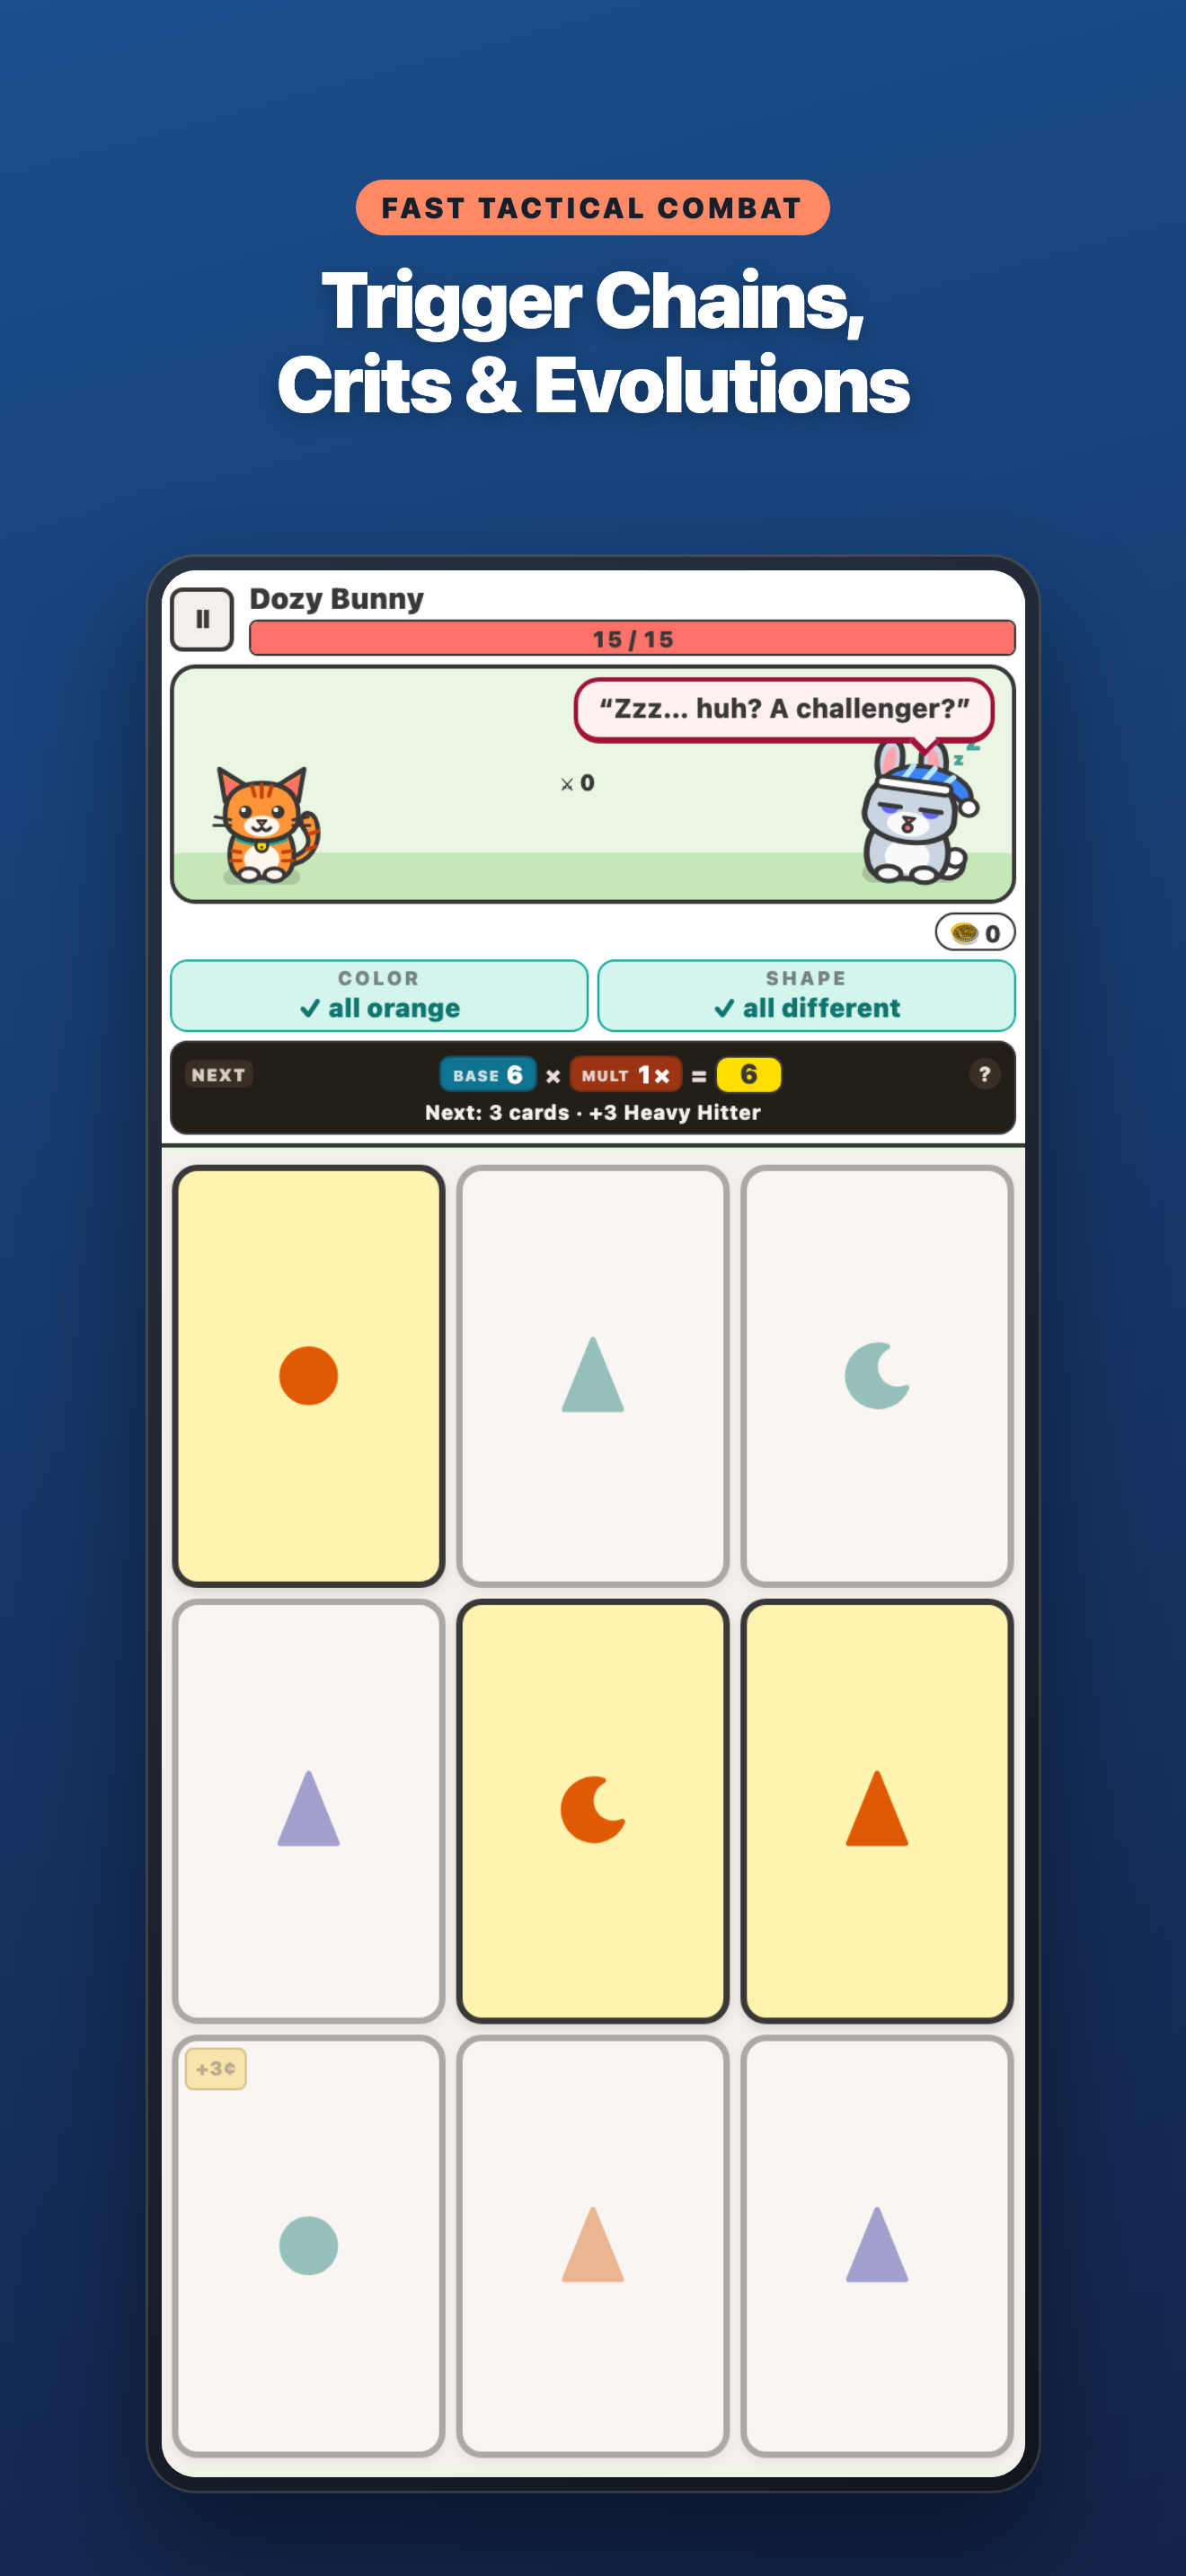 FAST TACTICAL COMBAT
Trigger Chains,
Crits & Evolutions
Dozy Bunny
15 / 15
“Zzz... huh? A challenger?”
z z
⚔ 0
0
COLOR
✓ all orange
SHAPE
✓ all different
NEXT
BASE 6 × MULT 1× = 6
?
Next: 3 cards · +3 Heavy Hitter
+3¢